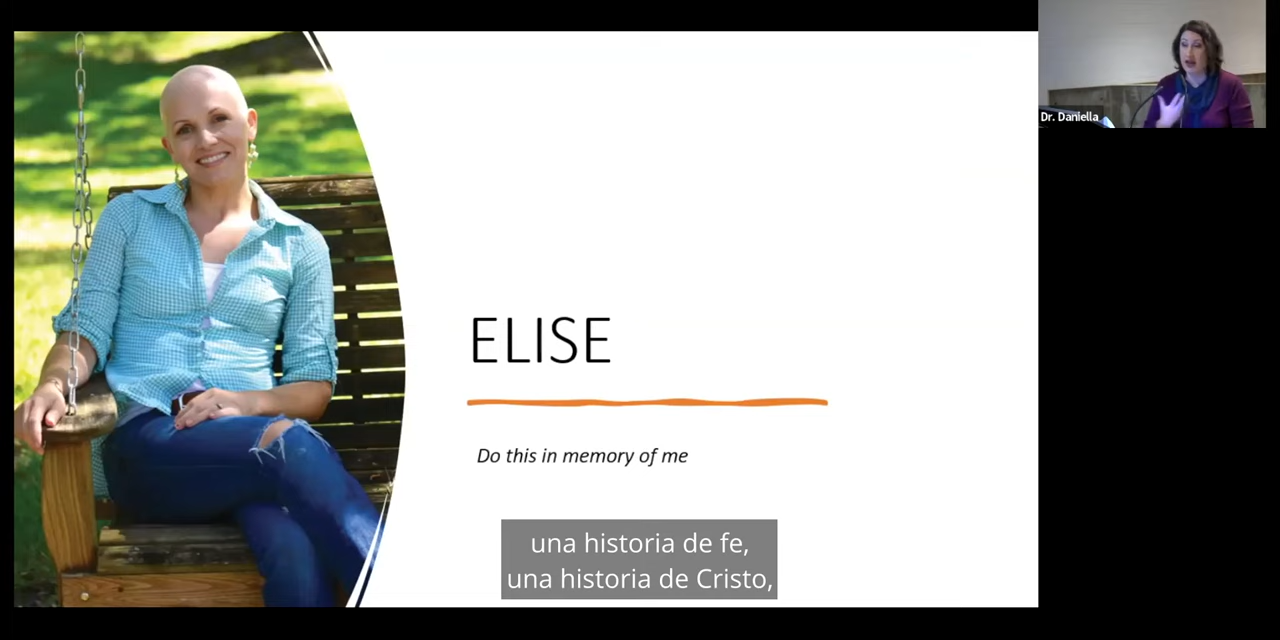 Dr. Daniella
ELISE
Do this in memory of me
una historia de fe,
una historia de Cristo,